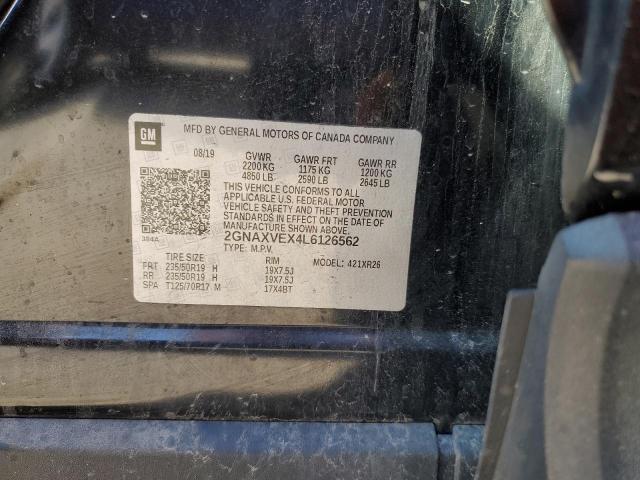 GM
MFD BY GENERAL MOTORS OF CANADA COMPANY
08/19 GVWR GAWR FRT GAWR RR
2200 KG 1175 KG 1200 KG
4850 LB 2590 LB 2645 LB
THIS VEHICLE CONFORMS TO ALL
APPLICABLE U.S. FEDERAL MOTOR
VEHICLE SAFETY AND THEFT PREVENTION
STANDARDS IN EFFECT ON THE DATE OF
MANUFACTURE SHOWN ABOVE.
384A 2GNAXVEX4L6126562
TYPE: M.P.V. MODEL: 421XR26
TIRE SIZE RIM
FRT 235/50R19 H 19X7.5J
RR 235/50R19 H 19X7.5J
SPA T125/70R17 M 17X4BT